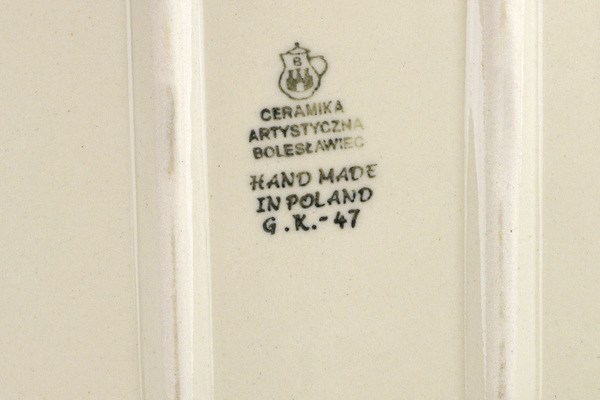 B
CERAMIKA
ARTYSTYCZNA
BOLESŁAWIEC
HAND MADE
IN POLAND
G.K.-47